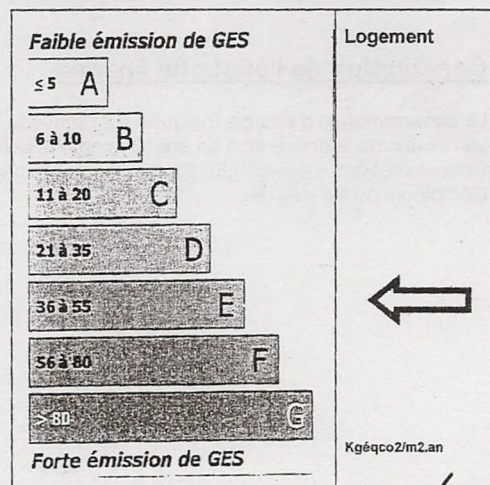 Faible émission de GES
Logement
≤ 5 A
6 à 10 B
11 à 20 C
21 à 35 D
36 à 55 E
56 à 80 F
> 80 G
Kgéqco2/m2.an
Forte émission de GES